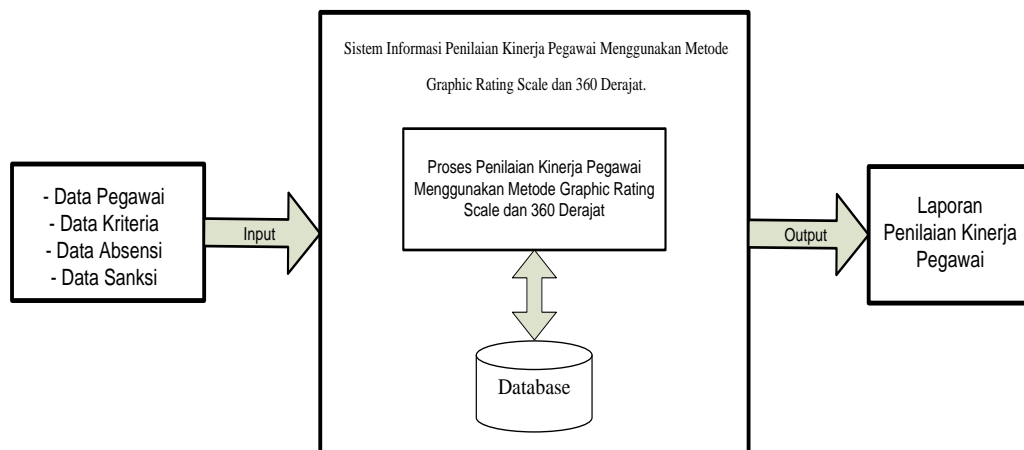 - Data Pegawai
- Data Kriteria
- Data Absensi
- Data Sanksi
Input
Sistem Informasi Penilaian Kinerja Pegawai Menggunakan Metode
Graphic Rating Scale dan 360 Derajat.
Proses Penilaian Kinerja Pegawai
Menggunakan Metode Graphic Rating
Scale dan 360 Derajat
Database
Output
Laporan
Penilaian Kinerja
Pegawai